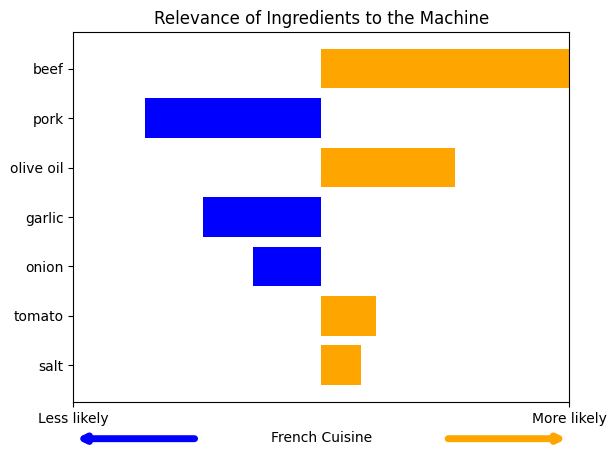 Relevance of Ingredients to the Machine
beef
pork
olive oil
garlic
onion
tomato
salt
Less likely
More likely
French Cuisine